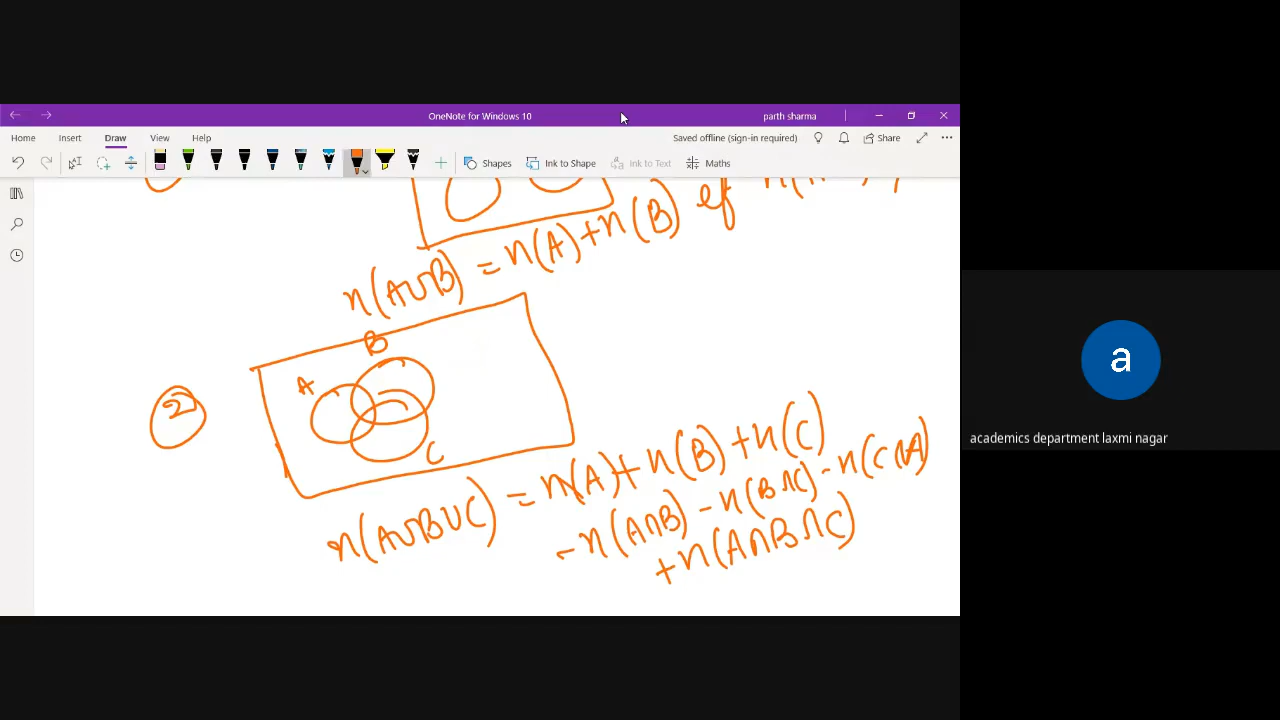 OneNote for Windows 10
parth sharma
Home Insert Draw View Help
Saved offline (sign-in required)
Share
Shapes
Ink to Shape
Ink to Text
Maths
n(A∪B) = n(A)+n(B) ef
B
A
C
②
n(A∪B∪C) = n(A)+n(B)+n(C)
-n(A∩B) -n(B∩C) -n(C∩A)
+n(A∩B∩C)
a
academics department laxmi nagar